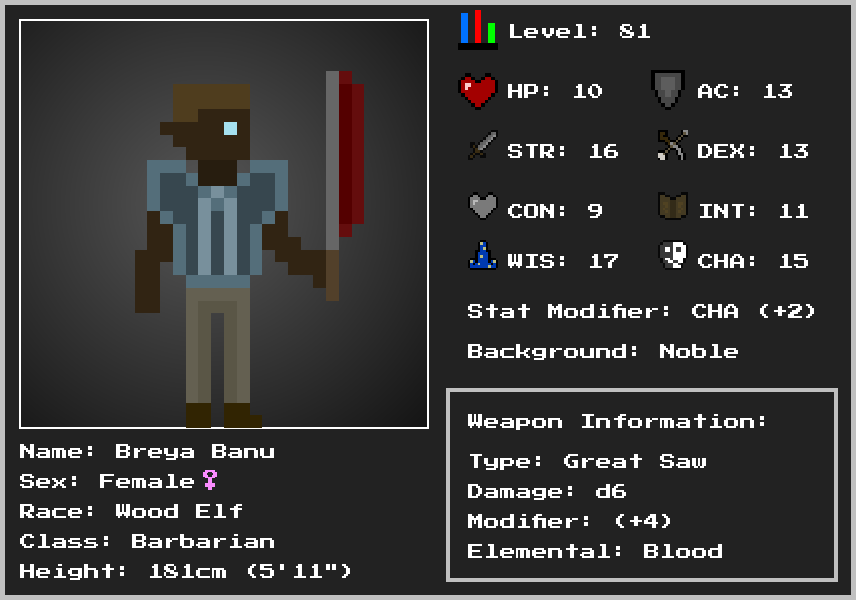 Level: 81
HP: 10 AC: 13
STR: 16 DEX: 13
CON: 9 INT: 11
WIS: 17 CHA: 15
Stat Modifier: CHA (+2)
Background: Noble
Weapon Information:
Type: Great Saw
Damage: d6
Modifier: (+4)
Elemental: Blood
Name: Breya Banu
Sex: Female♀
Race: Wood Elf
Class: Barbarian
Height: 181cm (5'11")